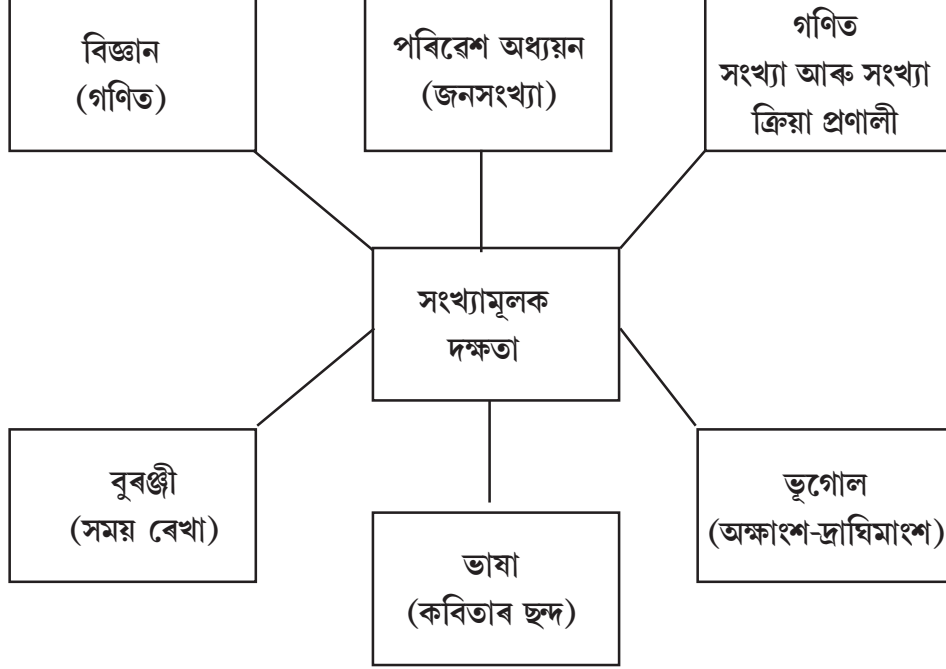 বিজ্ঞান
(গণিত)
পৰিৱেশ অধ্যয়ন
(জনসংখ্যা)
গণিত
সংখ্যা আৰু সংখ্যা
ক্ৰিয়া প্ৰণালী
সংখ্যামূলক
দক্ষতা
বুৰঞ্জী
(সময় ৰেখা)
ভাষা
(কবিতাৰ ছন্দ)
ভূগোল
(অক্ষাংশ-দ্ৰাঘিমাংশ)